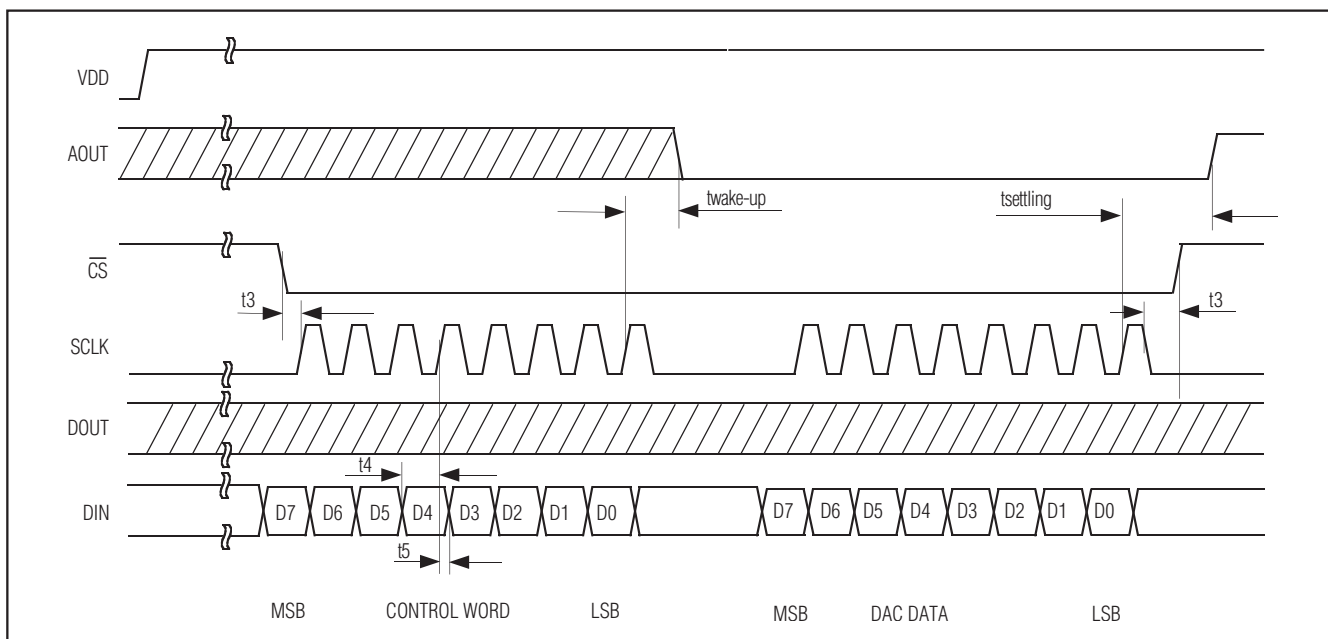 VDD
AOUT
twake-up
tsettling
CS
t3
t3
SCLK
DOUT
t4
DIN
D7 D6 D5 D4 D3 D2 D1 D0
D7 D6 D5 D4 D3 D2 D1 D0
t5
MSB CONTROL WORD LSB
MSB DAC DATA LSB